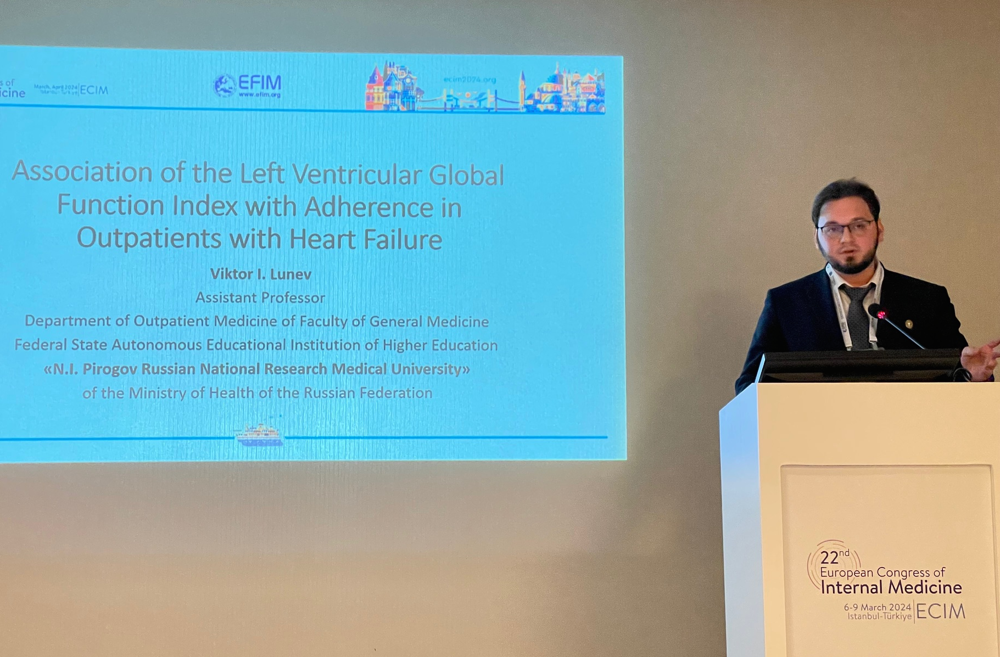 s of
icine
March, April 2024
ECIM
EFIM
www.efim.org
ecim2024.org
Association of the Left Ventricular Global
Function Index with Adherence in
Outpatients with Heart Failure
Viktor I. Lunev
Assistant Professor
Department of Outpatient Medicine of Faculty of General Medicine
Federal State Autonomous Educational Institution of Higher Education
«N.I. Pirogov Russian National Research Medical University»
of the Ministry of Health of the Russian Federation
22nd
European Congress of
Internal Medicine
6-9 March 2024
Istanbul-Türkiye
ECIM